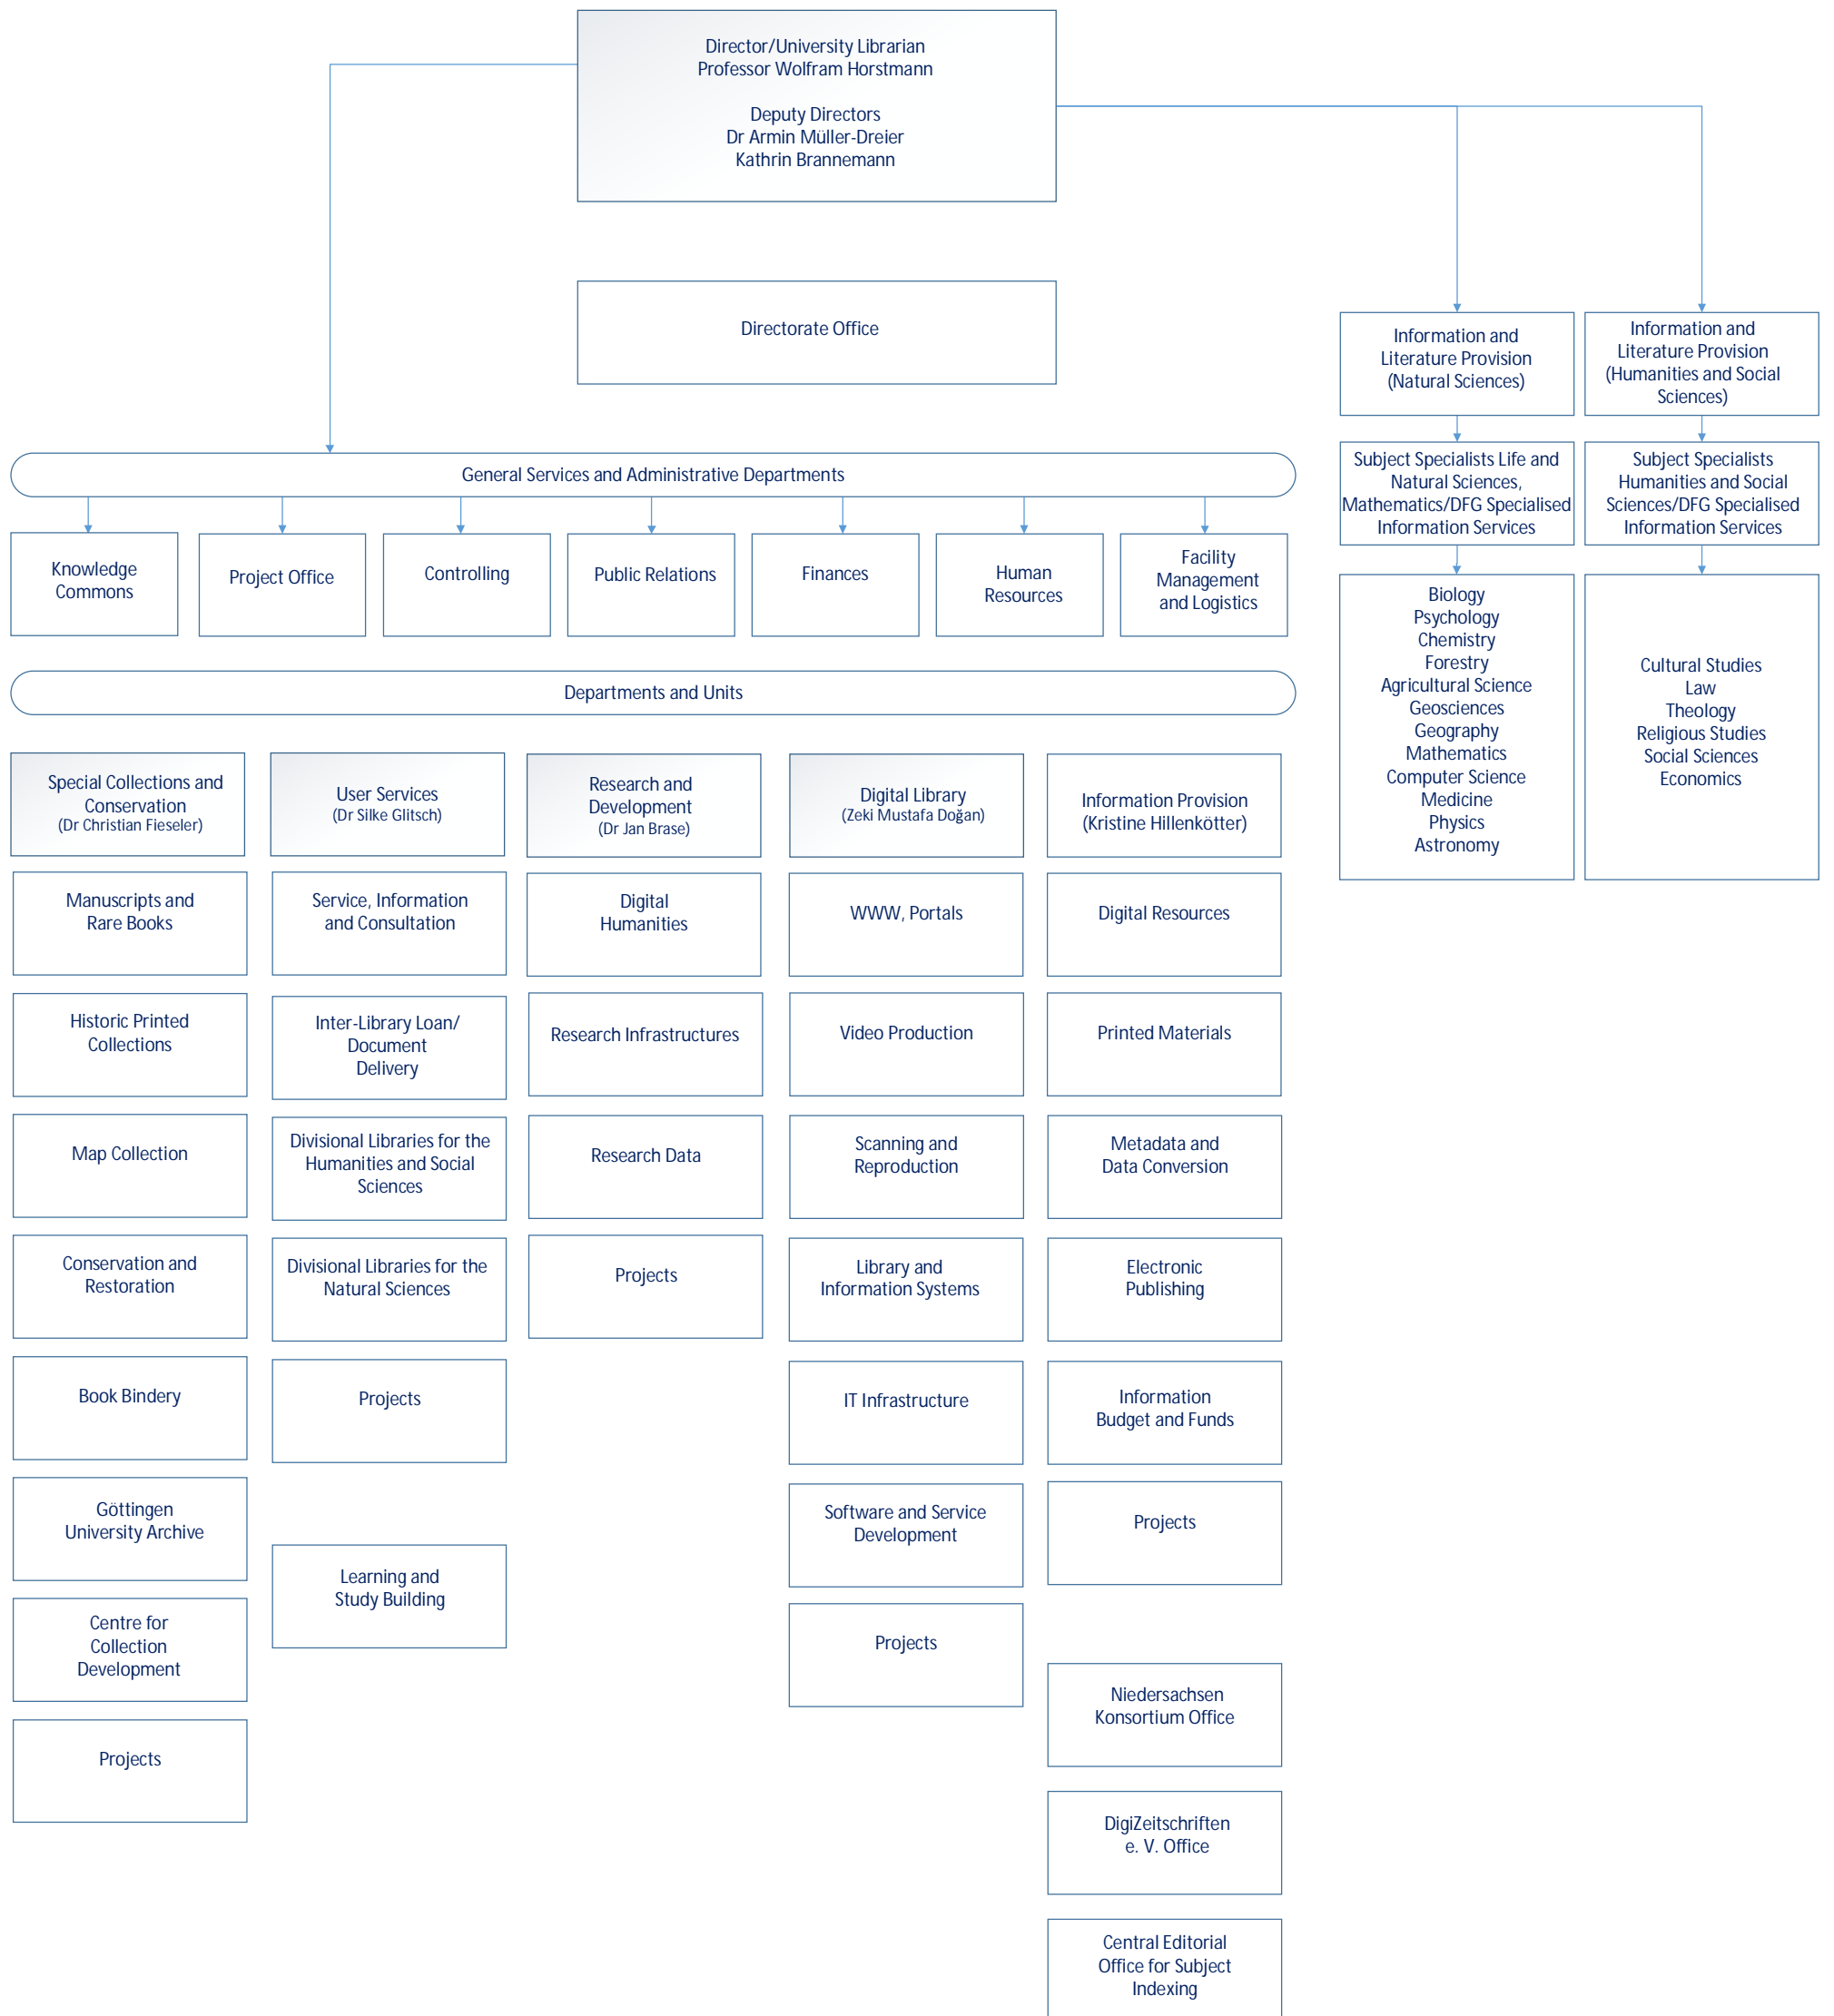 Director/University Librarian
Professor Wolfram Horstmann
Deputy Directors
Dr Armin Müller-Dreier
Kathrin Brannemann
Directorate Office
Information and
Literature Provision
(Natural Sciences)
Information and
Literature Provision
(Humanities and Social
Sciences)
Subject Specialists Life and
Natural Sciences,
Mathematics/DFG Specialised
Information Services
Subject Specialists
Humanities and Social
Sciences/DFG Specialised
Information Services
Biology
Psychology
Chemistry
Forestry
Agricultural Science
Geosciences
Geography
Mathematics
Computer Science
Medicine
Physics
Astronomy
Cultural Studies
Law
Theology
Religious Studies
Social Sciences
Economics
General Services and Administrative Departments
Knowledge
Commons
Project Office
Controlling
Public Relations
Finances
Human
Resources
Facility
Management
and Logistics
Departments and Units
Special Collections and
Conservation
(Dr Christian Fieseler)
Manuscripts and
Rare Books
Historic Printed
Collections
Map Collection
Conservation and
Restoration
Book Bindery
Göttingen
University Archive
Centre for
Collection
Development
Projects
User Services
(Dr Silke Glitsch)
Service, Information
and Consultation
Inter-Library Loan/
Document
Delivery
Divisional Libraries for the
Humanities and Social
Sciences
Divisional Libraries for the
Natural Sciences
Projects
Learning and
Study Building
Research and
Development
(Dr Jan Brase)
Digital
Humanities
Research Infrastructures
Research Data
Projects
Digital Library
(Zeki Mustafa Doğan)
WWW, Portals
Video Production
Scanning and
Reproduction
Library and
Information Systems
IT Infrastructure
Software and Service
Development
Projects
Information Provision
(Kristine Hillenkötter)
Digital Resources
Printed Materials
Metadata and
Data Conversion
Electronic
Publishing
Information
Budget and Funds
Projects
Niedersachsen
Konsortium Office
DigiZeitschriften
e. V. Office
Central Editorial
Office for Subject
Indexing